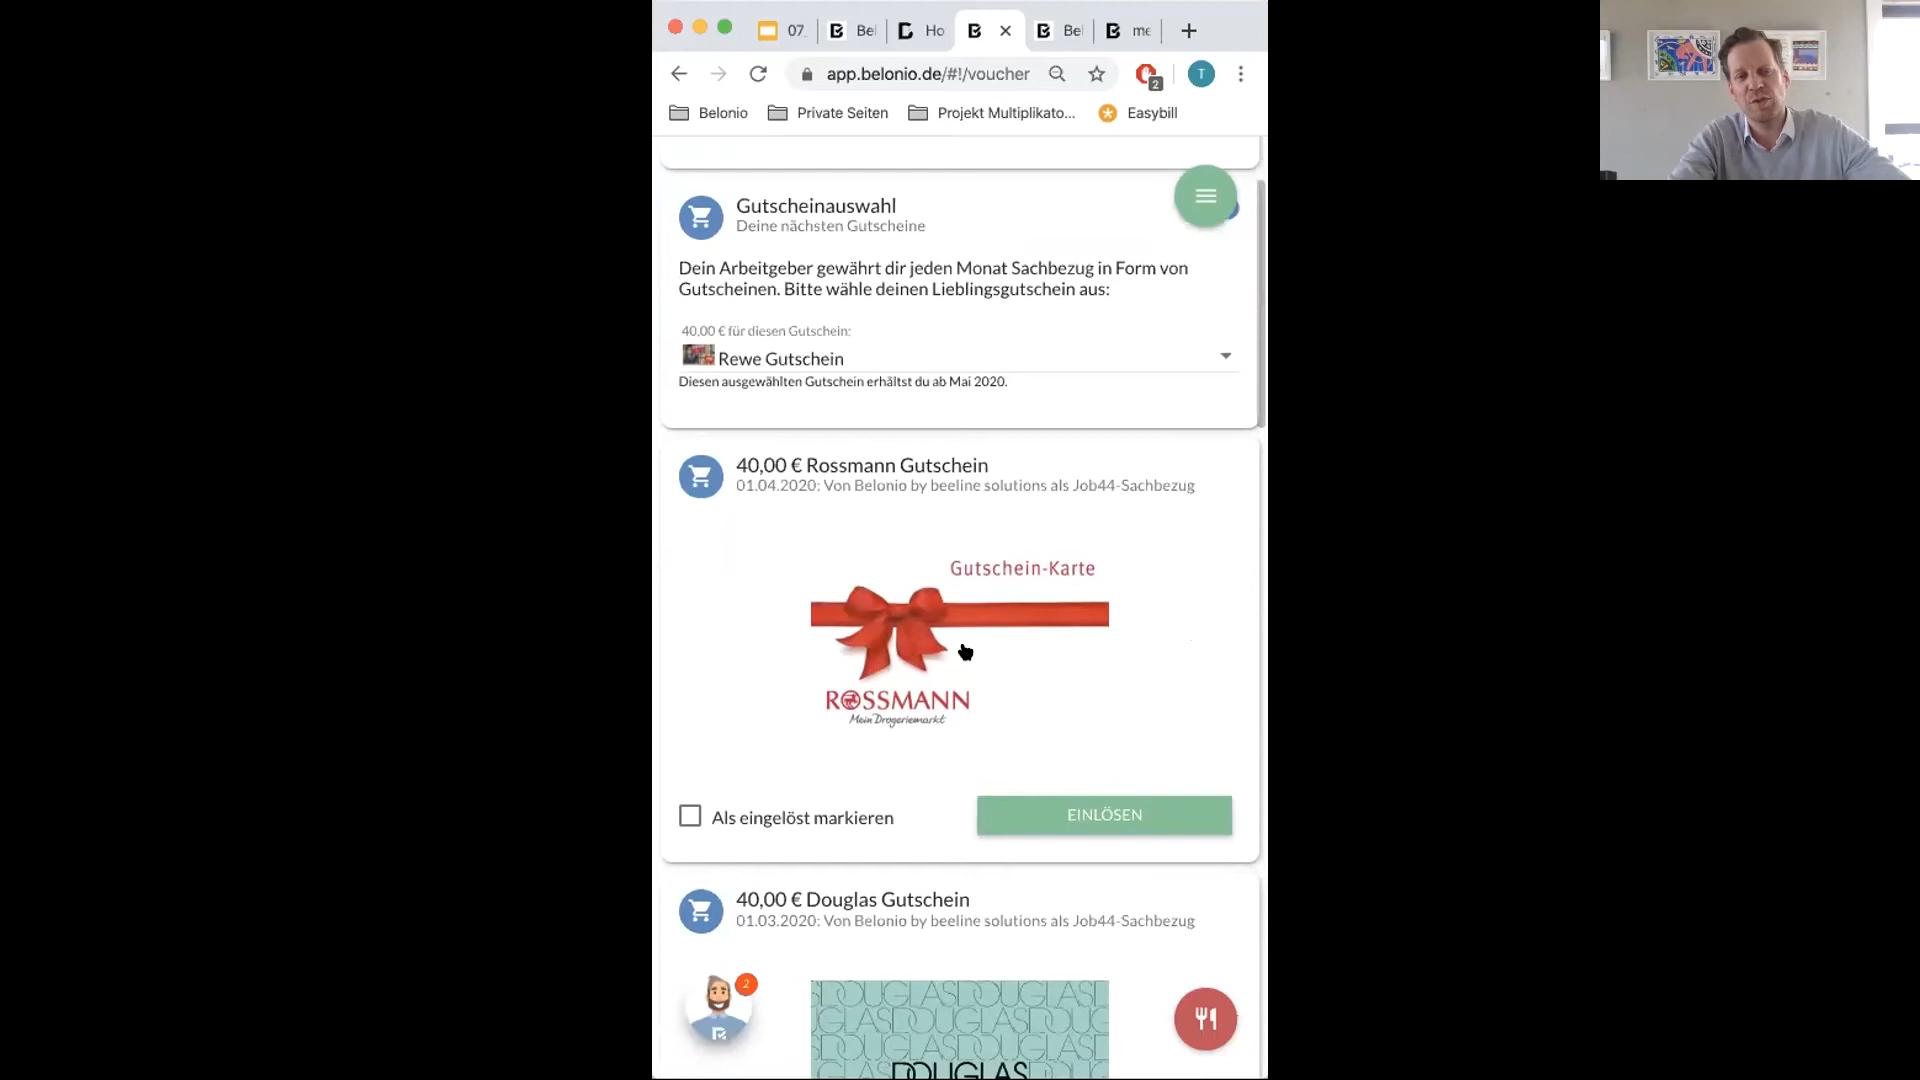 07
Bel
Ho
Bel
me
app.belonio.de/#!/voucher
2
T
Belonio
Private Seiten
Projekt Multiplikato...
Easybill
Gutscheinauswahl
Deine nächsten Gutscheine
Dein Arbeitgeber gewährt dir jeden Monat Sachbezug in Form von
Gutscheinen. Bitte wähle deinen Lieblingsgutschein aus:
40,00 € für diesen Gutschein:
Rewe Gutschein
Diesen ausgewählten Gutschein erhältst du ab Mai 2020.
40,00 € Rossmann Gutschein
01.04.2020: Von Belonio by beeline solutions als Job44-Sachbezug
Gutschein-Karte
ROSSMANN
Mein Drogeriemarkt
Als eingelöst markieren
EINLÖSEN
40,00 € Douglas Gutschein
01.03.2020: Von Belonio by beeline solutions als Job44-Sachbezug
2
DOUGLAS